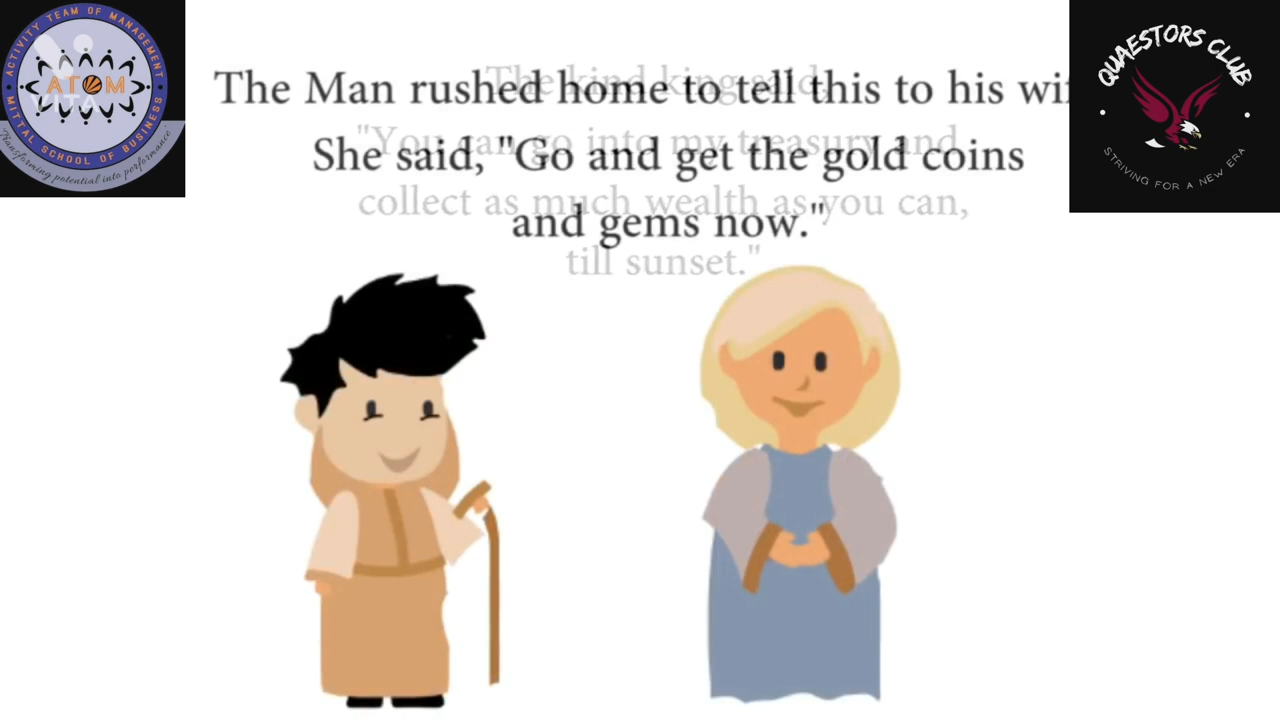 ACTIVITY TEAM OF MANAGEMENT
ATOM
MITTAL SCHOOL OF BUSINESS
Transforming potential into performance
QUAESTORS CLUB
STRIVING FOR A NEW ERA
The Man rushed home to tell this to his
She said, "Go and get the gold coins
and gems now."
The kind king said
"You can go into my treasury and
collect as much wealth as you can,
till sunset."